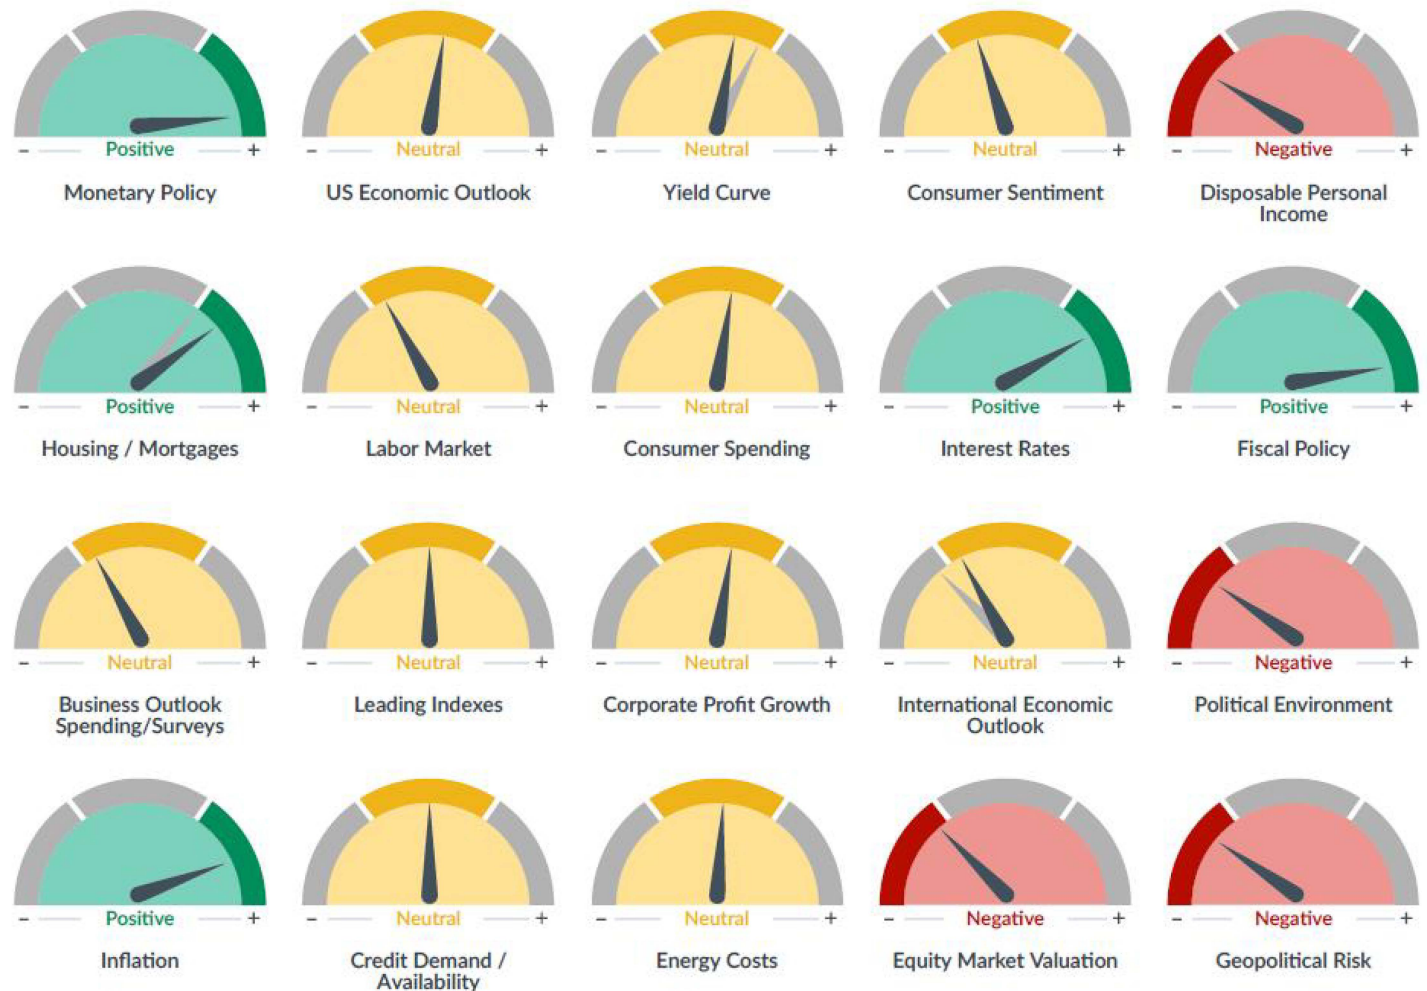 – Positive +
– Neutral +
– Neutral +
– Neutral +
– Negative +
Monetary Policy
US Economic Outlook
Yield Curve
Consumer Sentiment
Disposable Personal
Income
– Positive +
– Neutral +
– Neutral +
– Positive +
– Positive +
Housing / Mortgages
Labor Market
Consumer Spending
Interest Rates
Fiscal Policy
– Neutral +
– Neutral +
– Neutral +
– Neutral +
– Negative +
Business Outlook
Spending/Surveys
Leading Indexes
Corporate Profit Growth
International Economic
Outlook
Political Environment
– Positive +
– Neutral +
– Neutral +
– Negative +
– Negative +
Inflation
Credit Demand /
Availability
Energy Costs
Equity Market Valuation
Geopolitical Risk